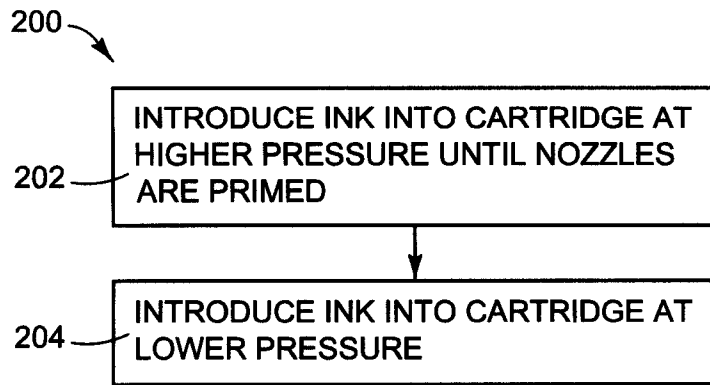 200
INTRODUCE INK INTO CARTRIDGE AT
HIGHER PRESSURE UNTIL NOZZLES
ARE PRIMED
202
INTRODUCE INK INTO CARTRIDGE AT
LOWER PRESSURE
204